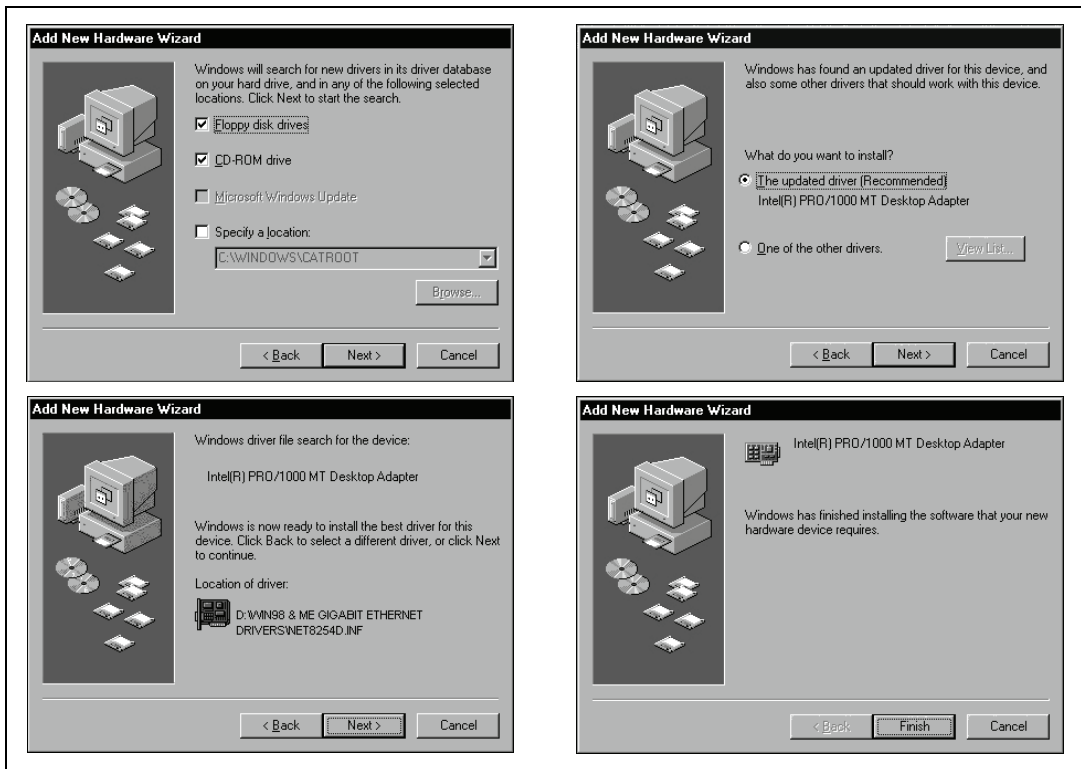 Add New Hardware Wizard
Windows will search for new drivers in its driver database
on your hard drive, and in any of the following selected
locations. Click Next to start the search.
Floppy disk drives
CD-ROM drive
Microsoft Windows Update
Specify a location:
C:\WINDOWS\CATROOT
Browse...
< Back
Next >
Cancel
Add New Hardware Wizard
Windows has found an updated driver for this device, and
also some other drivers that should work with this device.
What do you want to install?
The updated driver (Recommended)
Intel(R) PRO/1000 MT Desktop Adapter
One of the other drivers.
View List...
< Back
Next >
Cancel
Add New Hardware Wizard
Windows driver file search for the device:
Intel(R) PRO/1000 MT Desktop Adapter
Windows is now ready to install the best driver for this
device. Click Back to select a different driver, or click Next
to continue.
Location of driver:
D:\WIN98 & ME GIGABIT ETHERNET
DRIVERS\NET8254D.INF
< Back
Next >
Cancel
Add New Hardware Wizard
Intel(R) PRO/1000 MT Desktop Adapter
Windows has finished installing the software that your new
hardware device requires.
< Back
Finish
Cancel